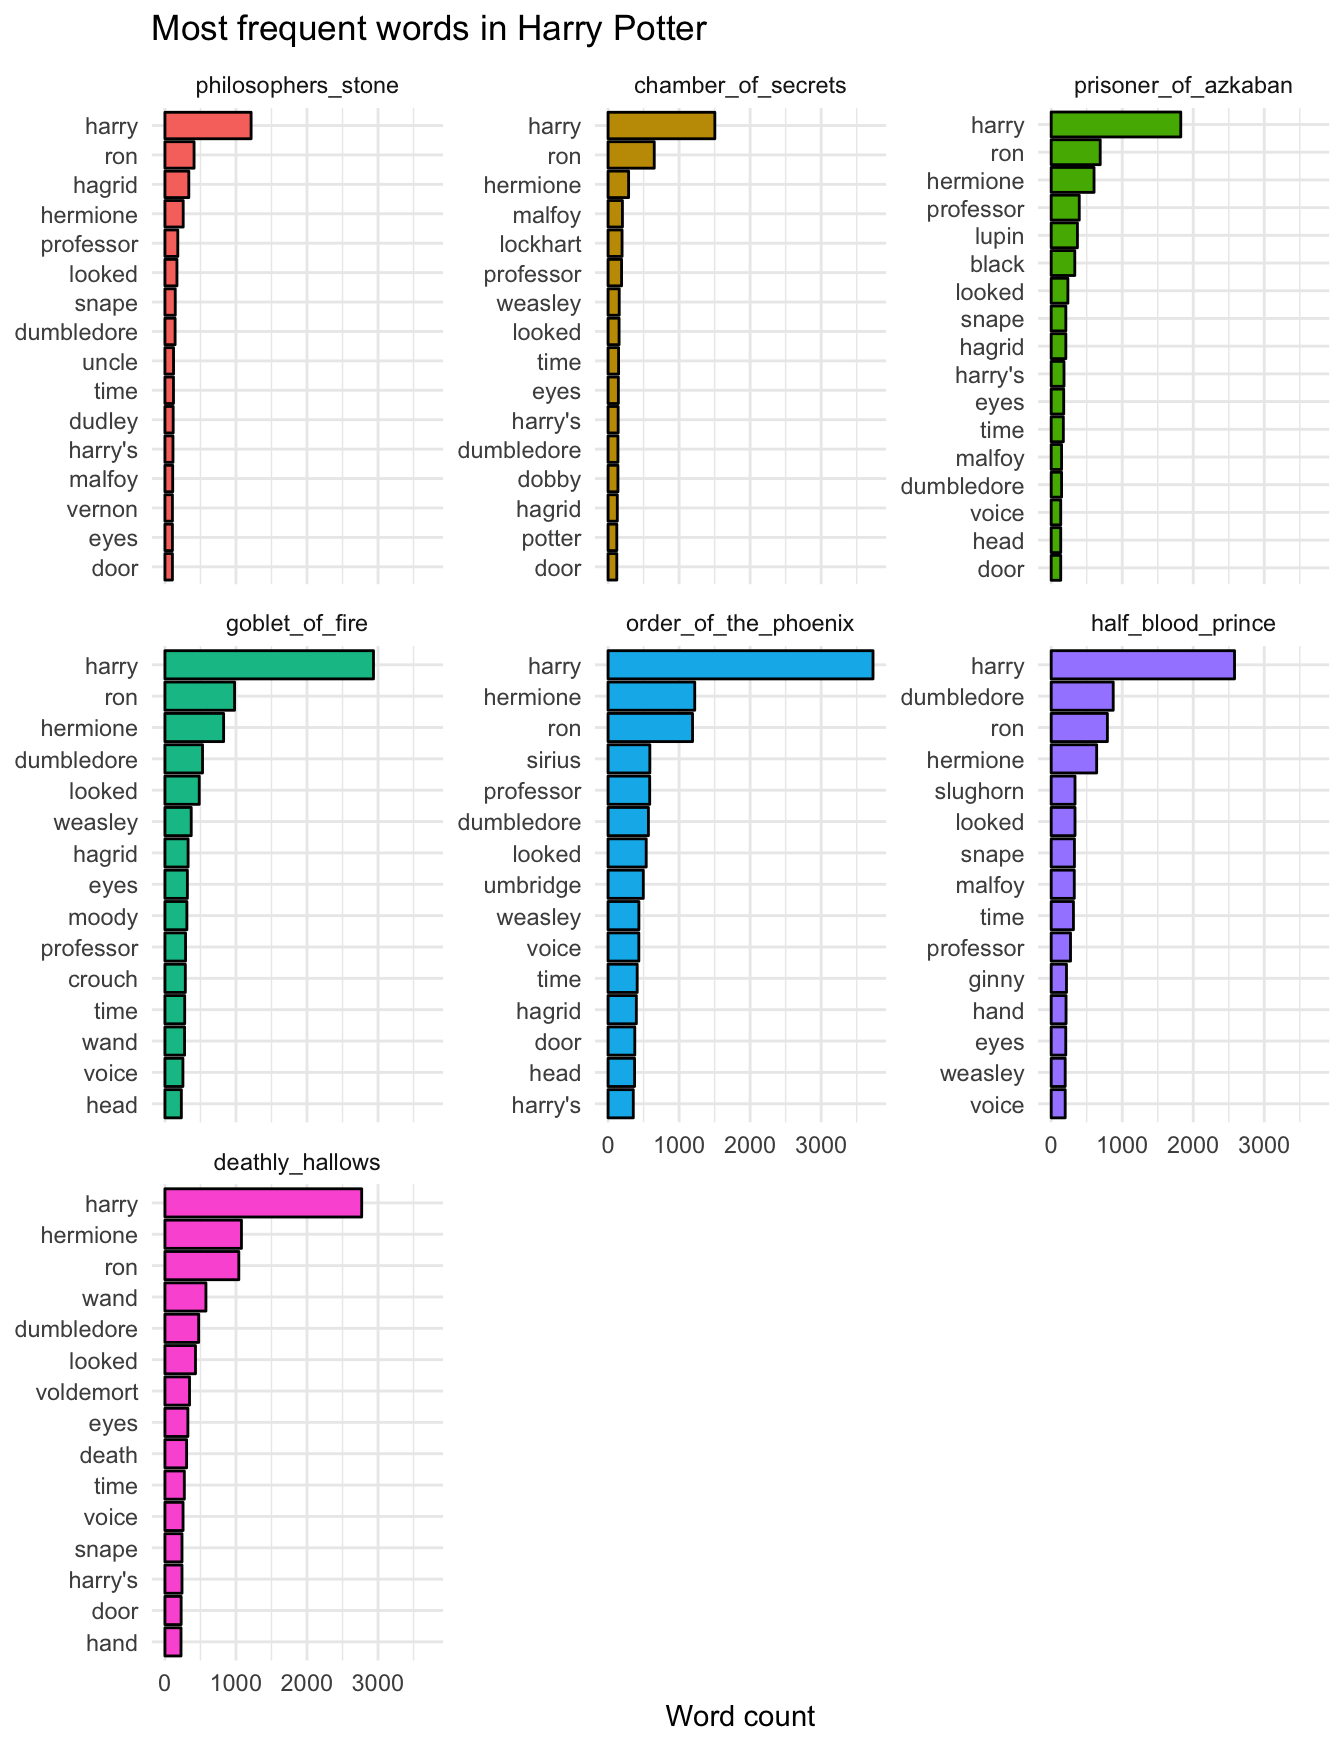 Most frequent words in Harry Potter
philosophers_stone
harry
ron
hagrid
hermione
professor
looked
snape
dumbledore
uncle
time
dudley
harry's
malfoy
vernon
eyes
door
chamber_of_secrets
harry
ron
hermione
malfoy
lockhart
professor
weasley
looked
time
eyes
harry's
dumbledore
dobby
hagrid
potter
door
prisoner_of_azkaban
harry
ron
hermione
professor
lupin
black
looked
snape
hagrid
harry's
eyes
time
malfoy
dumbledore
voice
head
door
goblet_of_fire
harry
ron
hermione
dumbledore
looked
weasley
hagrid
eyes
moody
professor
crouch
time
wand
voice
head
order_of_the_phoenix
harry
hermione
ron
sirius
professor
dumbledore
looked
umbridge
weasley
voice
time
hagrid
door
head
harry's
0 1000 2000 3000
half_blood_prince
harry
dumbledore
ron
hermione
slughorn
looked
snape
malfoy
time
professor
ginny
hand
eyes
weasley
voice
0 1000 2000 3000
deathly_hallows
harry
hermione
ron
wand
dumbledore
looked
voldemort
eyes
death
time
voice
snape
harry's
door
hand
0 1000 2000 3000
Word count